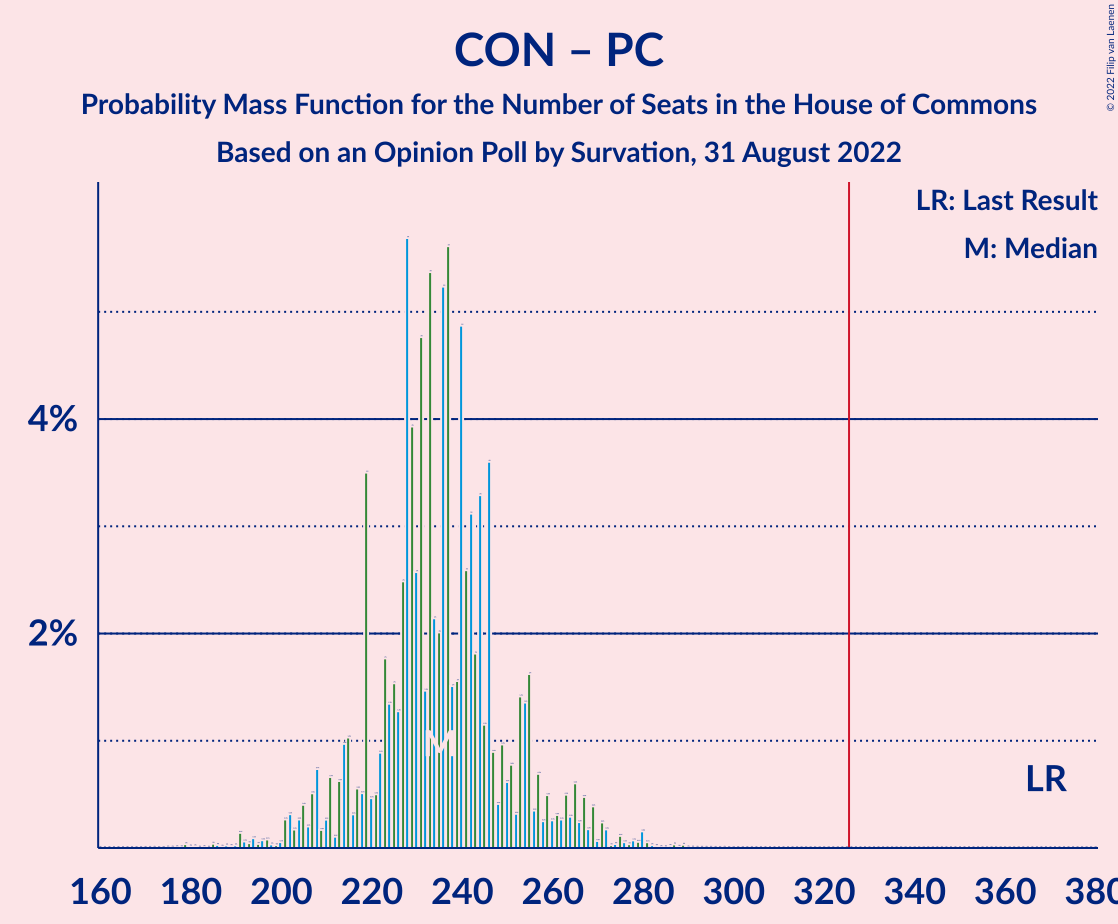 CON – PC
Probability Mass Function for the Number of Seats in the House of Commons
Based on an Opinion Poll by Survation, 31 August 2022
© 2022 Filip van Laenen
LR: Last Result
M: Median
4%
2%
LR
160 180 200 220 240 260 280 300 320 340 360 380